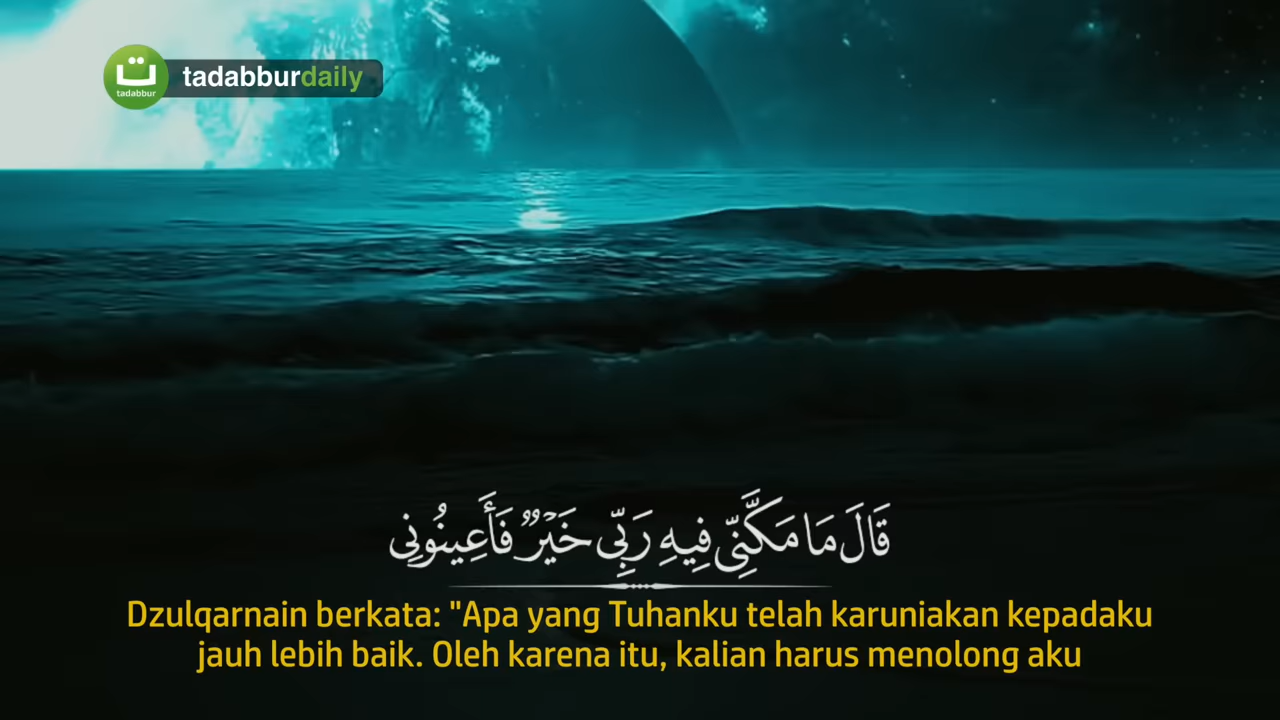 ت
tadabbur
tadabburdaily
قَالَ مَا مَكَّنِّى فِيهِ رَبِّى خَيْرٌ فَأَعِينُونِى
Dzulqarnain berkata: "Apa yang Tuhanku telah karuniakan kepadaku
jauh lebih baik. Oleh karena itu, kalian harus menolong aku